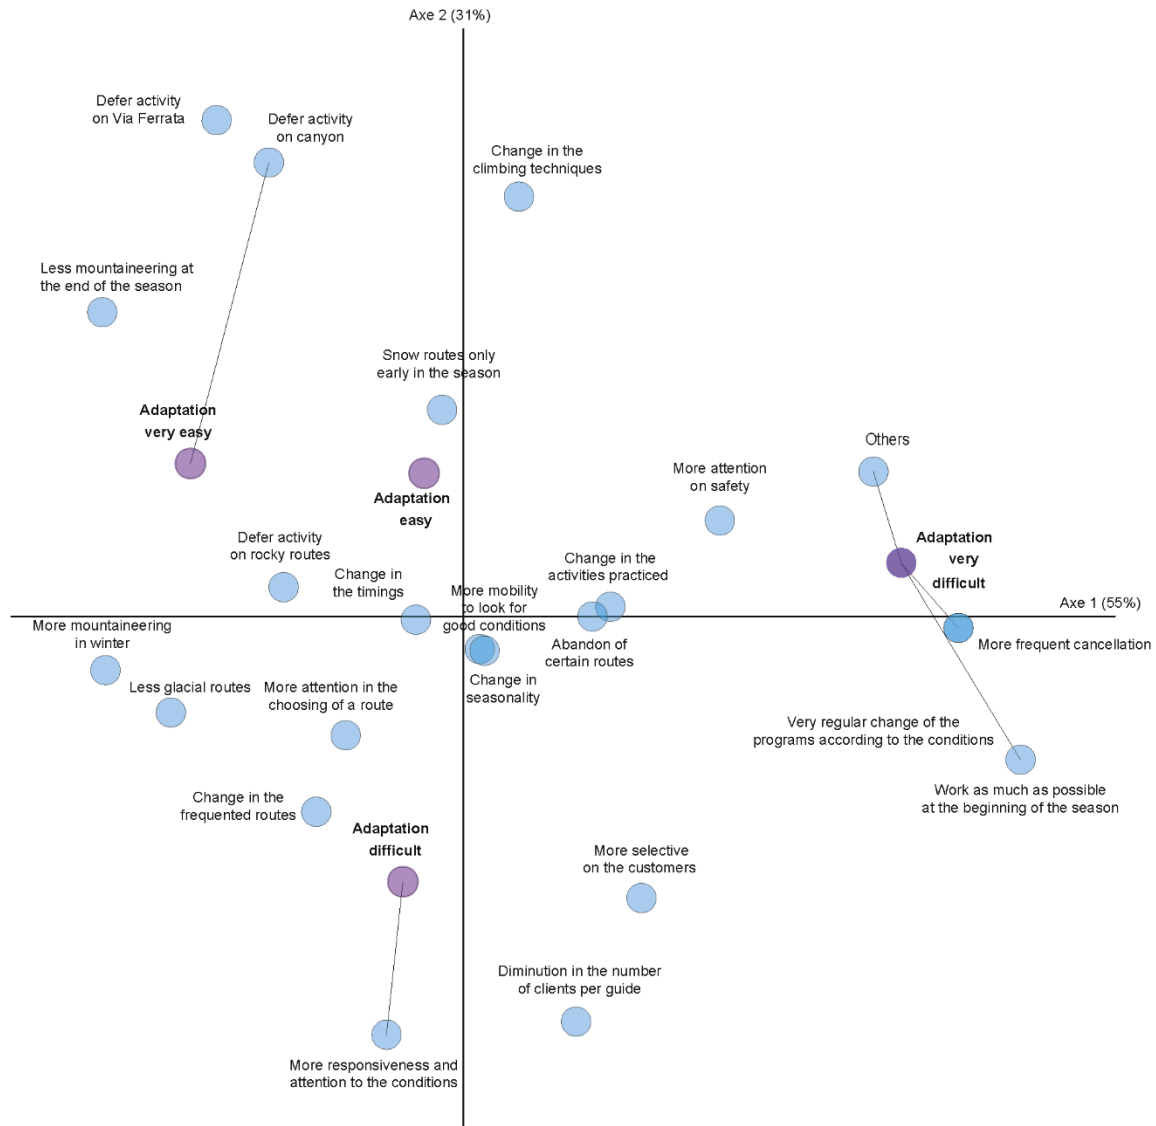 Axe 2 (31%)
Defer activity
on Via Ferrata
Defer activity
on canyon
Change in the
climbing techniques
Less mountaineering at
the end of the season
Snow routes only
early in the season
Adaptation
very easy
Adaptation
easy
Others
More attention
on safety
Adaptation
very
difficult
Defer activity
on rocky routes
Change in
the timings
Change in the
activities practiced
More mobility
to look for
good conditions
Axe 1 (55%)
More mountaineering
in winter
Abandon of
certain routes
More frequent cancellation
Less glacial routes
More attention in the
choosing of a route
Change in
seasonality
Very regular change of the
programs according to the conditions
Work as much as possible
at the beginning of the season
Change in the
frequented routes
Adaptation
difficult
More selective
on the customers
Diminution in the number
of clients per guide
More responsiveness and
attention to the conditions